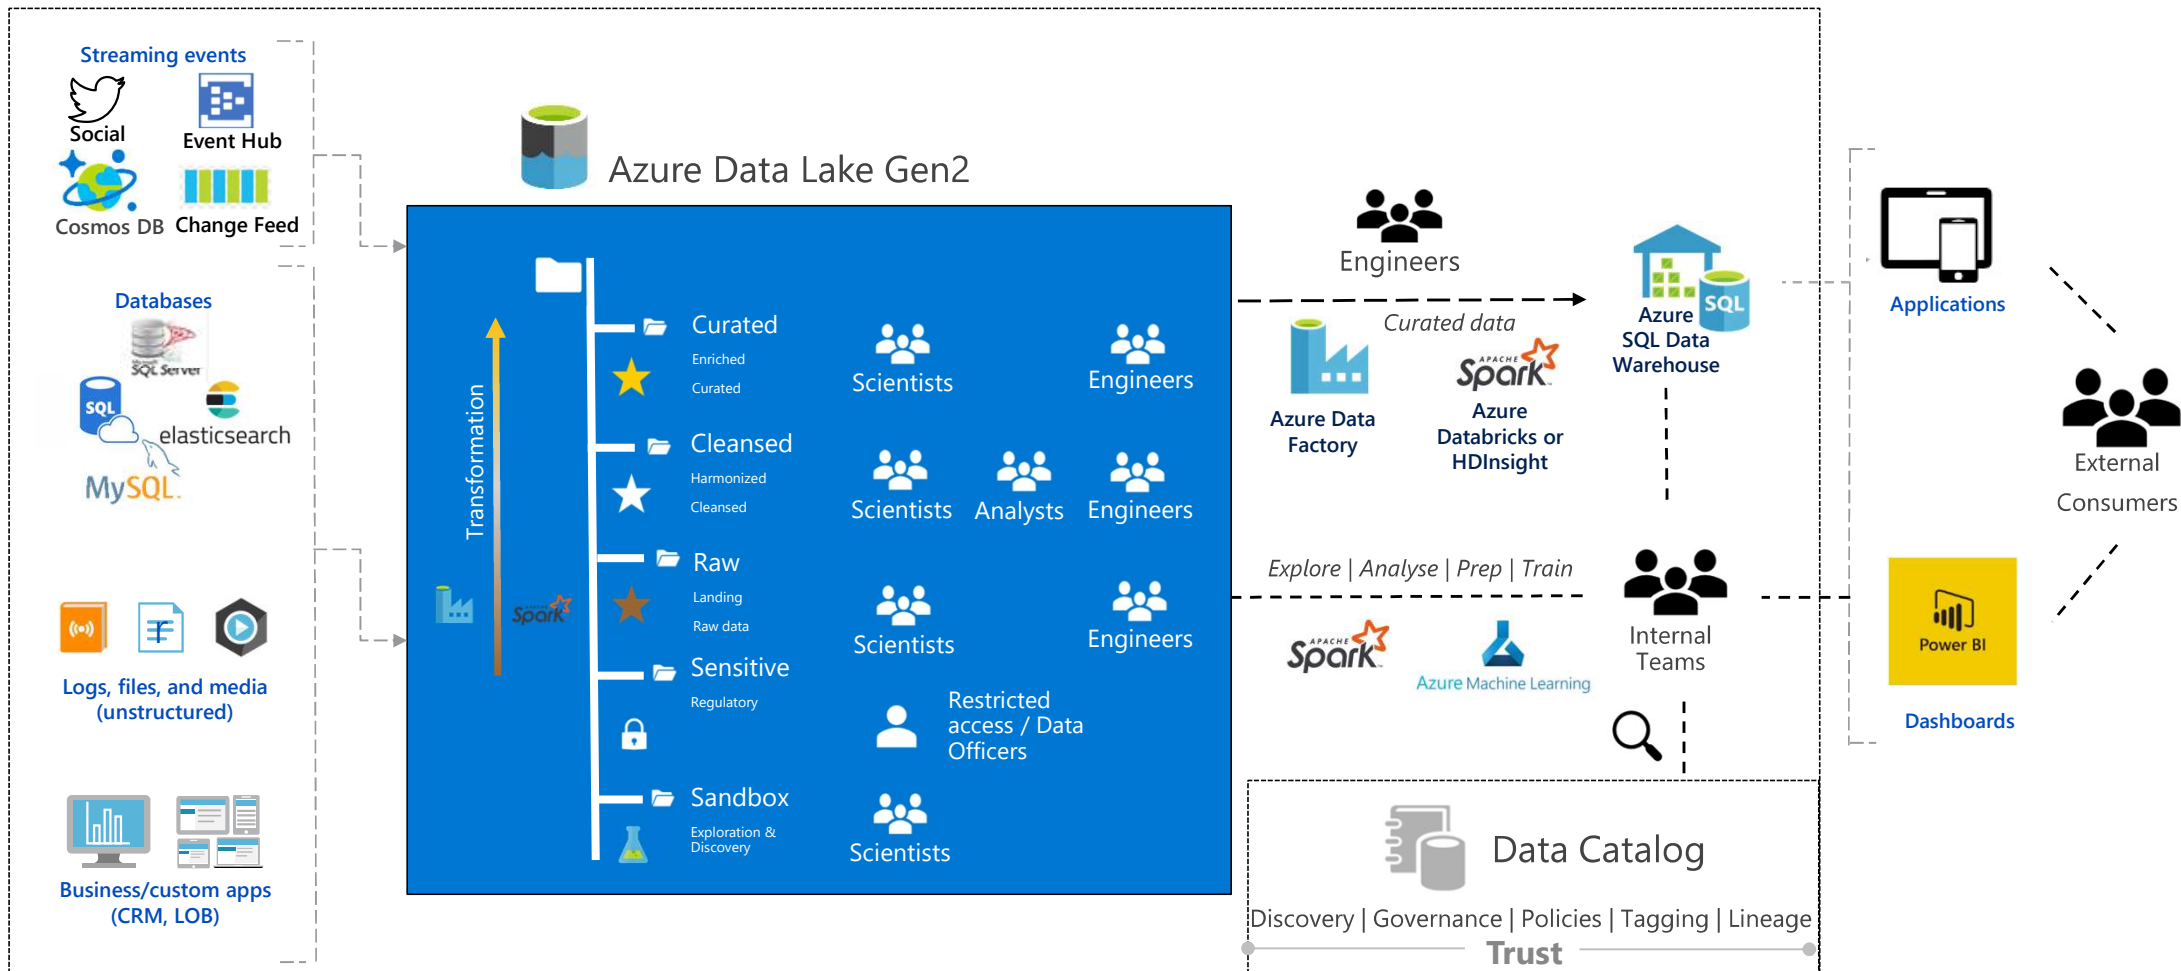 Streaming events
Social
Event Hub
Cosmos DB
Change Feed
Databases
SQL Server
SQL
elasticsearch
MySQL
Logs, files, and media
(unstructured)
Business/custom apps
(CRM, LOB)
Azure Data Lake Gen2
Transformation
APACHE
Spark
Curated
Enriched
Curated
Scientists
Engineers
Cleansed
Harmonized
Cleansed
Scientists
Analysts
Engineers
Raw
Landing
Raw data
Scientists
Engineers
Sensitive
Regulatory
Restricted
access / Data
Officers
Sandbox
Exploration &
Discovery
Scientists
Engineers
Curated data
Azure Data
Factory
APACHE
Spark
Azure
Databricks or
HDInsight
SQL
Azure
SQL Data
Warehouse
Explore | Analyse | Prep | Train
APACHE
Spark
Azure Machine Learning
Internal
Teams
Data Catalog
Discovery | Governance | Policies | Tagging | Lineage
Trust
Applications
Power BI
Dashboards
External
Consumers